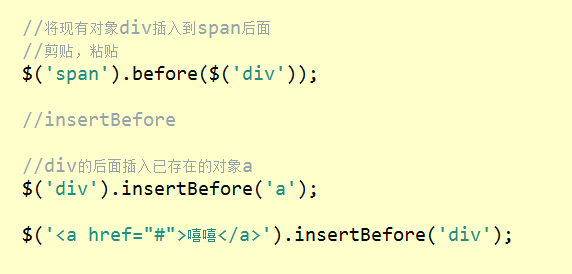 //将现有对象div插入到span后面
//剪贴，粘贴
$('span').before($('div'));
//insertBefore
//div的后面插入已存在的对象a
$('div').insertBefore('a');
$('<a href="#">嘻嘻</a>').insertBefore('div');